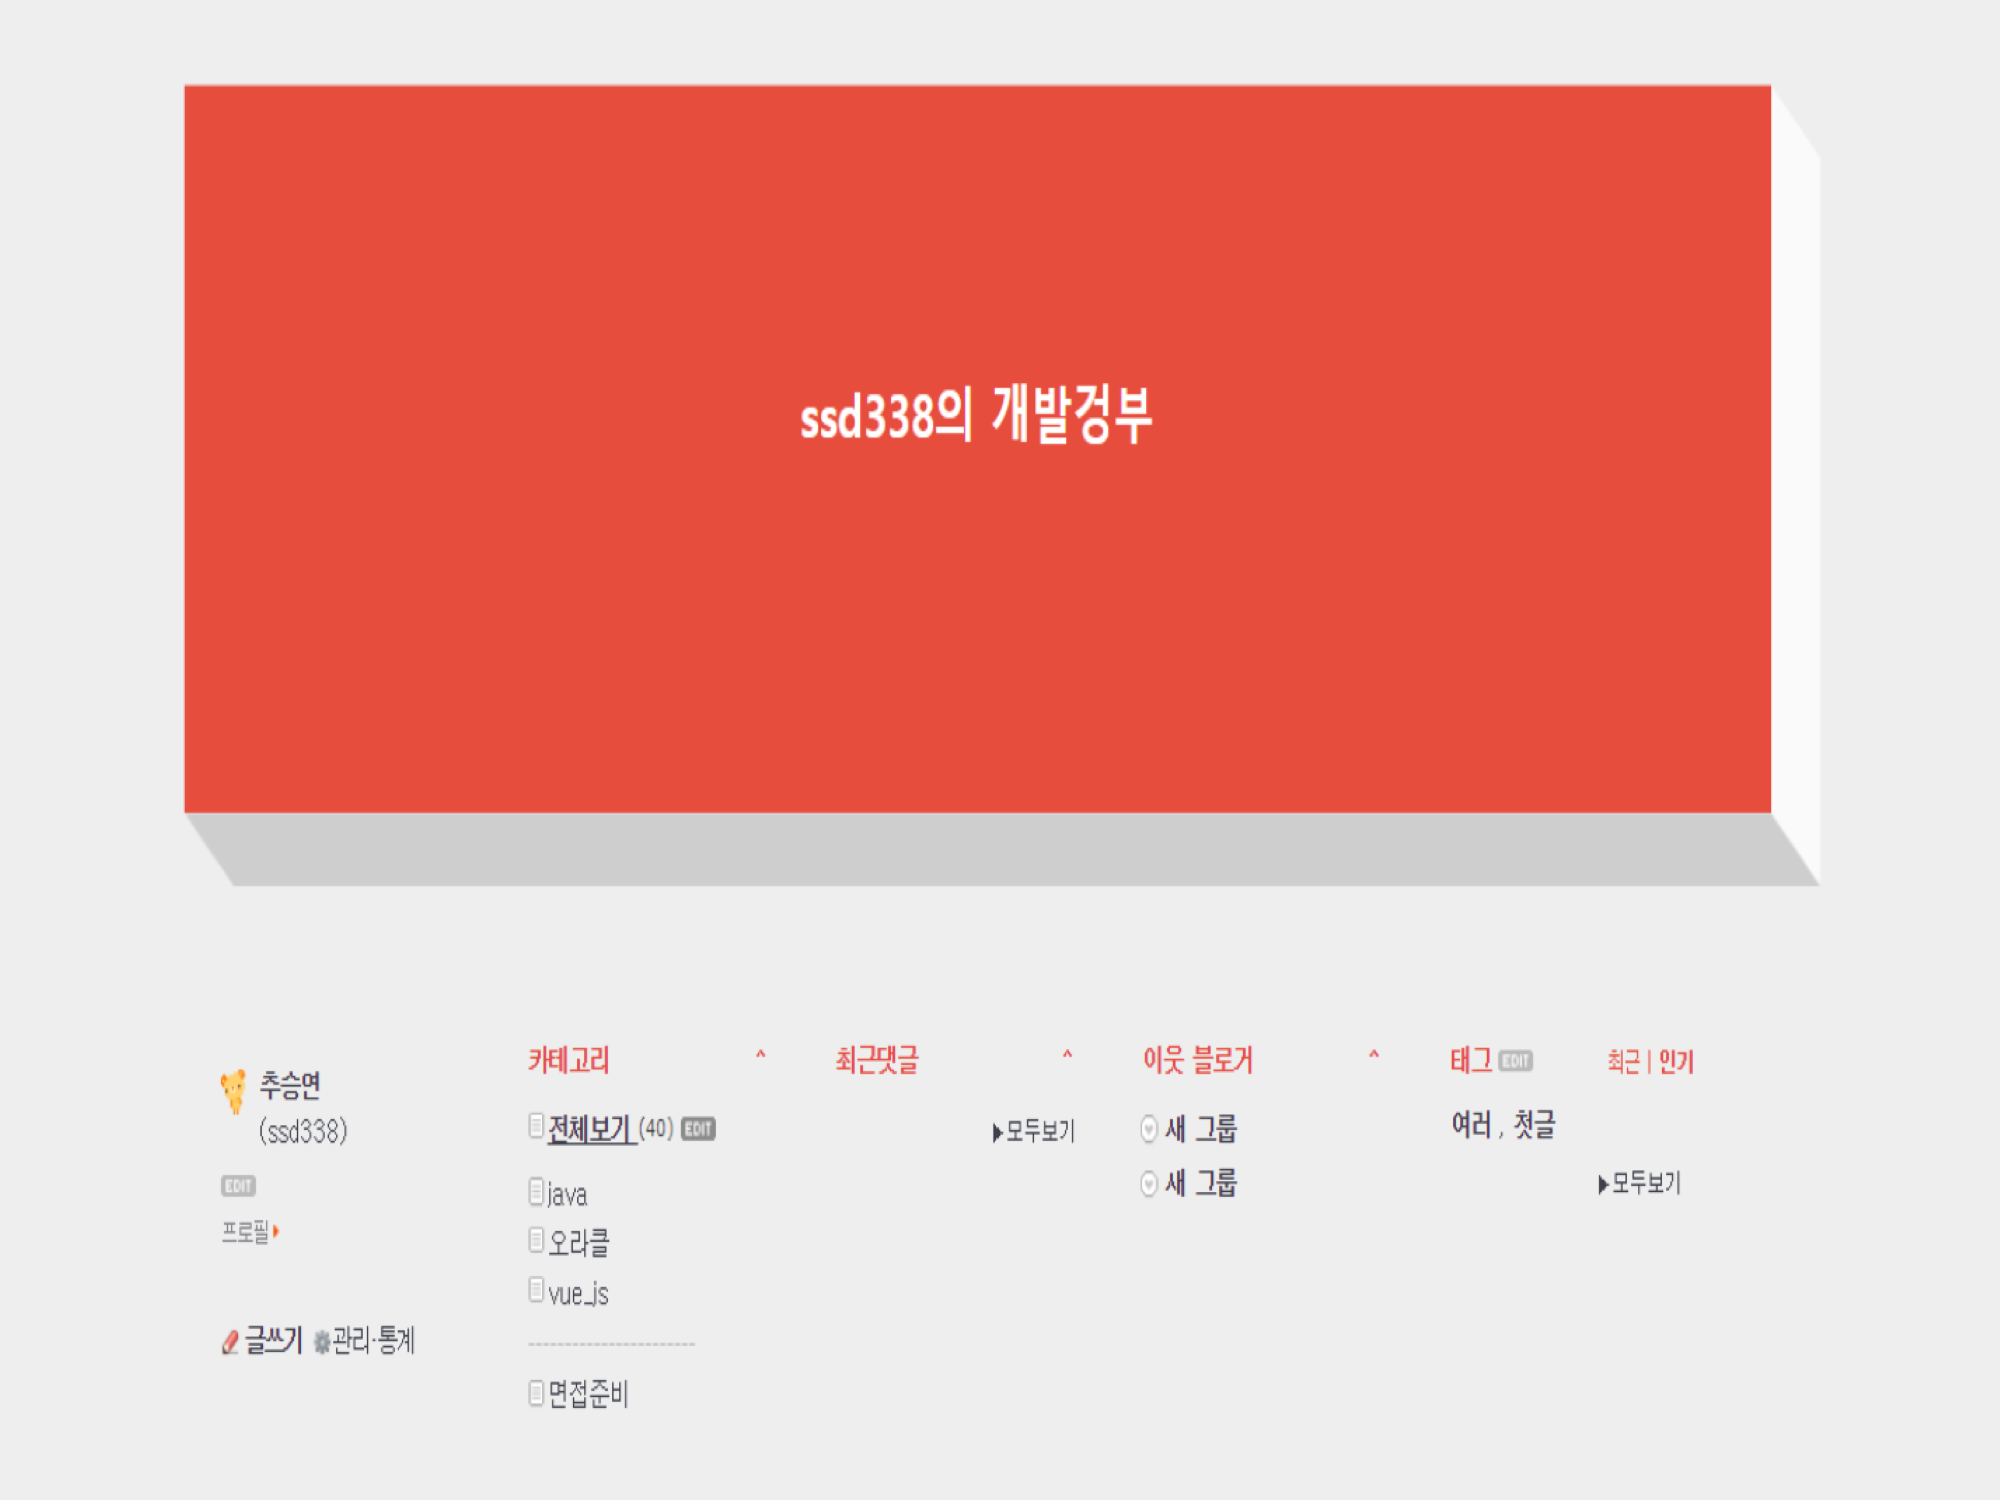 ssd338의 개발겅부
추승연
(ssd338)
EDIT
프로필
글쓰기 관리·통계
카테고리 ^
전체보기 (40) EDIT
java
오라클
vue_js
면접준비
최근댓글 ^
▶모두보기
이웃 블로거 ^
새 그룹
새 그룹
태그 EDIT 최근 | 인기
여러 , 첫글
▶모두보기